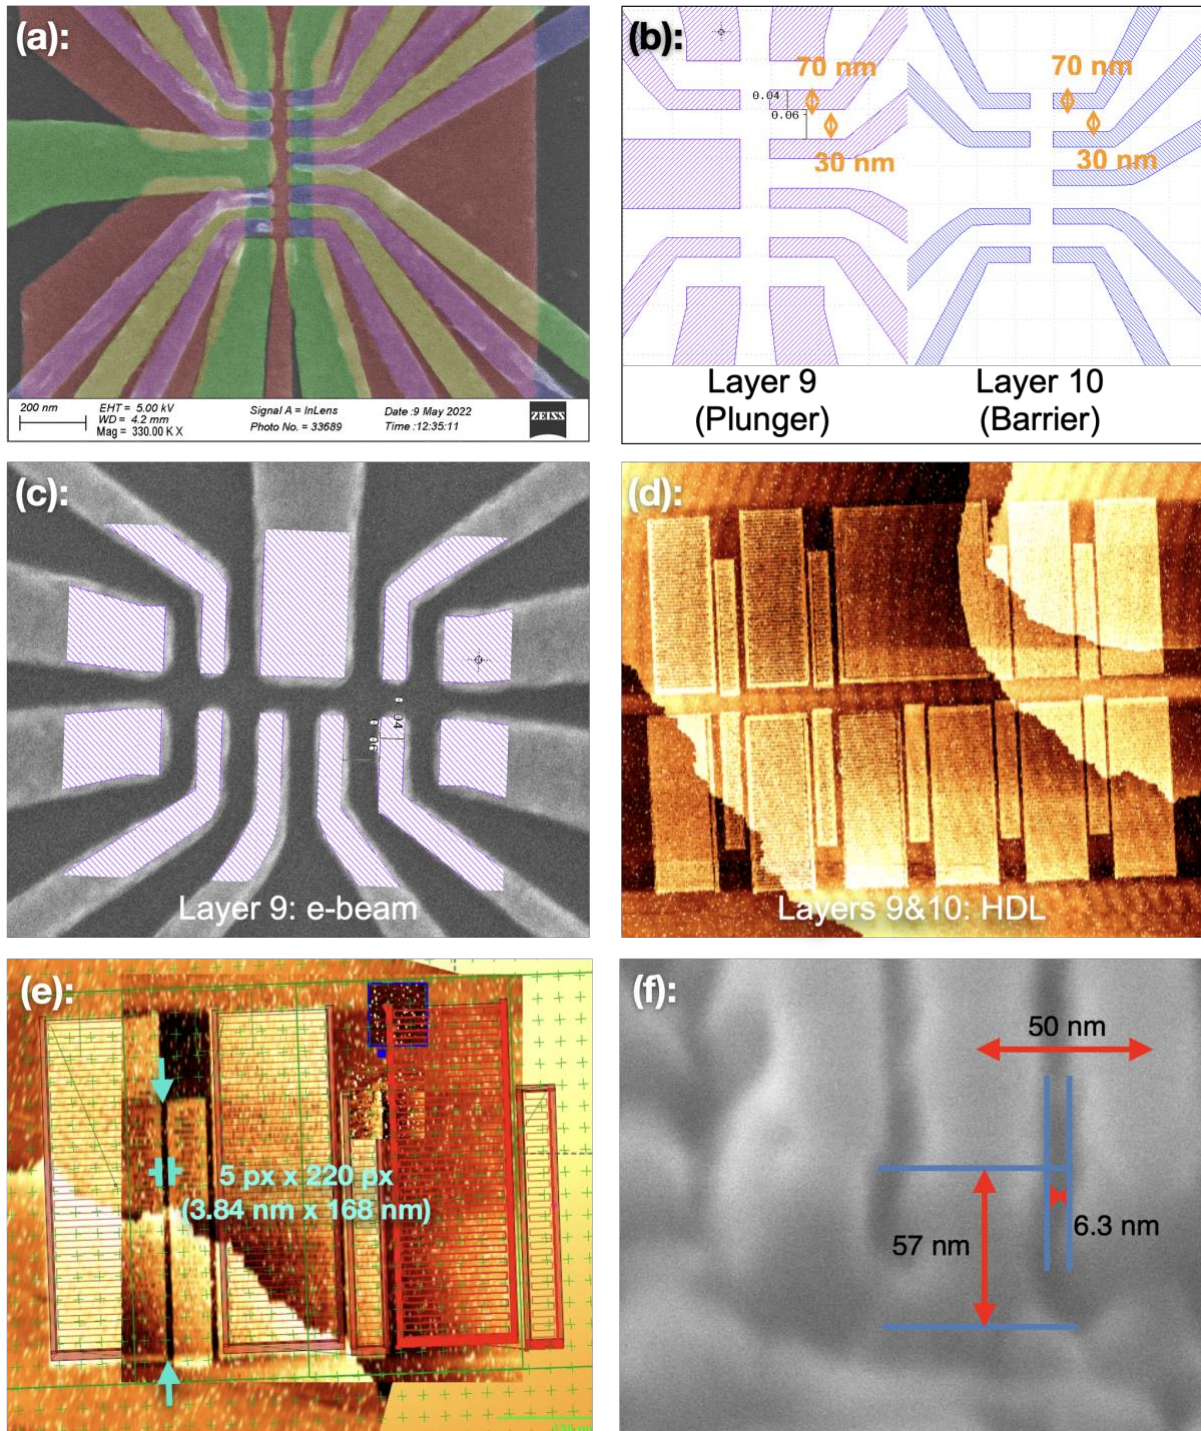 (a):
200 nm
EHT = 5.00 kV
WD = 4.2 mm
Mag = 330.00 K X
Signal A = InLens
Photo No. = 33689
Date :9 May 2022
Time :12:35:11
ZEISS
(b):
70 nm
0.04
0.06
30 nm
70 nm
30 nm
Layer 9
(Plunger)
Layer 10
(Barrier)
(c):
Layer 9: e-beam
(d):
Layers 9&10: HDL
(e):
5 px x 220 px
(3.84 nm x 168 nm)
(f):
50 nm
57 nm
6.3 nm